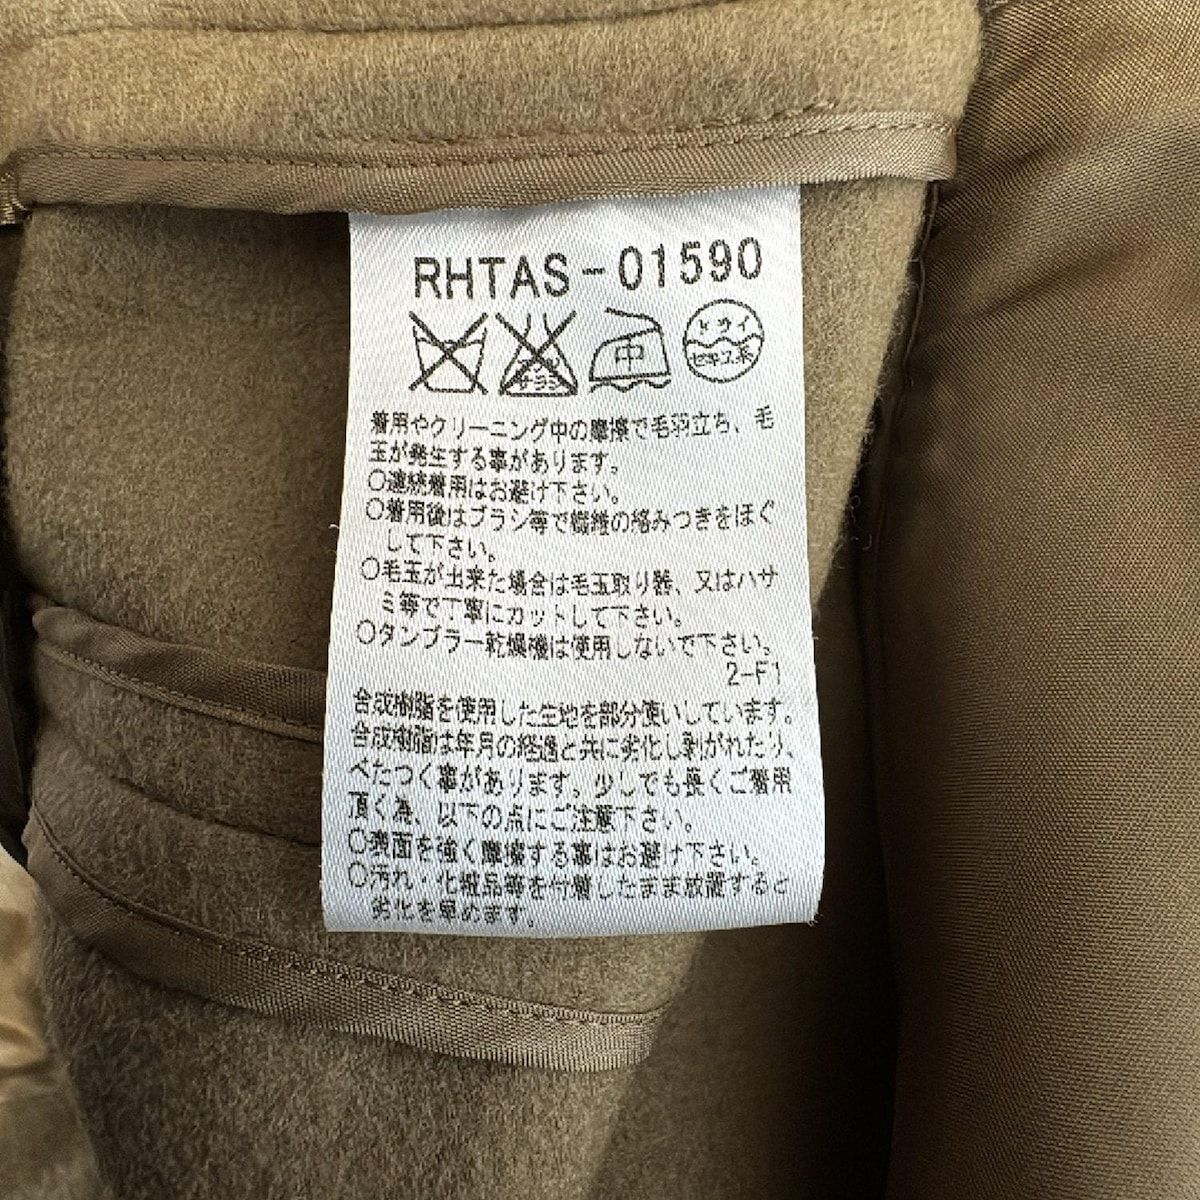 RHTAS-01590
中 ドライ
サラシ セキユ系
着用やクリーニング中の摩擦で毛羽立ち、毛
玉が発生する事があります。
○連続着用はお避け下さい。
○着用後はブラシ等で繊維の絡みつきをほぐ
して下さい。
○毛玉が出来た場合は毛玉取り器、又はハサ
ミ等で丁寧にカットして下さい。
○タンブラー乾燥機は使用しないで下さい。
2-F1
合成樹脂を使用した生地を部分使いしています。
合成樹脂は年月の経過と共に劣化し剥がれたり、
べたつく事があります。少しでも長くご着用
頂く為、以下の点にご注意下さい。
○表面を強く摩擦する事はお避け下さい。
○汚れ・化粧品等を付着したまま放置すると
劣化を早めます。